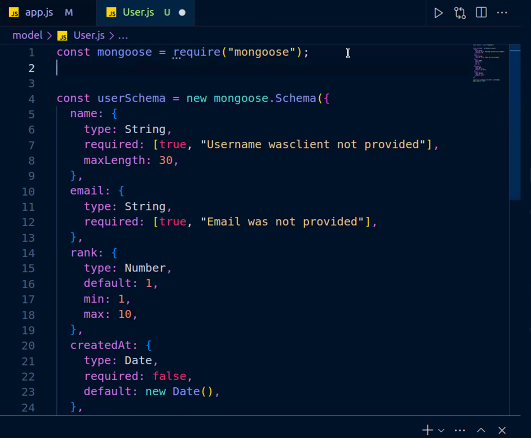 JS app.js M JS User.js U
model > JS User.js > ...
1 const mongoose = require("mongoose");
2
3
4 const userSchema = new mongoose.Schema({
5 name: {
6 type: String,
7 required: [true, "Username wasclient not provided"],
8 maxLength: 30,
9 },
10 email: {
11 type: String,
12 required: [true, "Email was not provided"],
13 },
14 rank: {
15 type: Number,
16 default: 1,
17 min: 1,
18 max: 10,
19 },
20 createdAt: {
21 type: Date,
22 required: false,
23 default: new Date(),
24 },